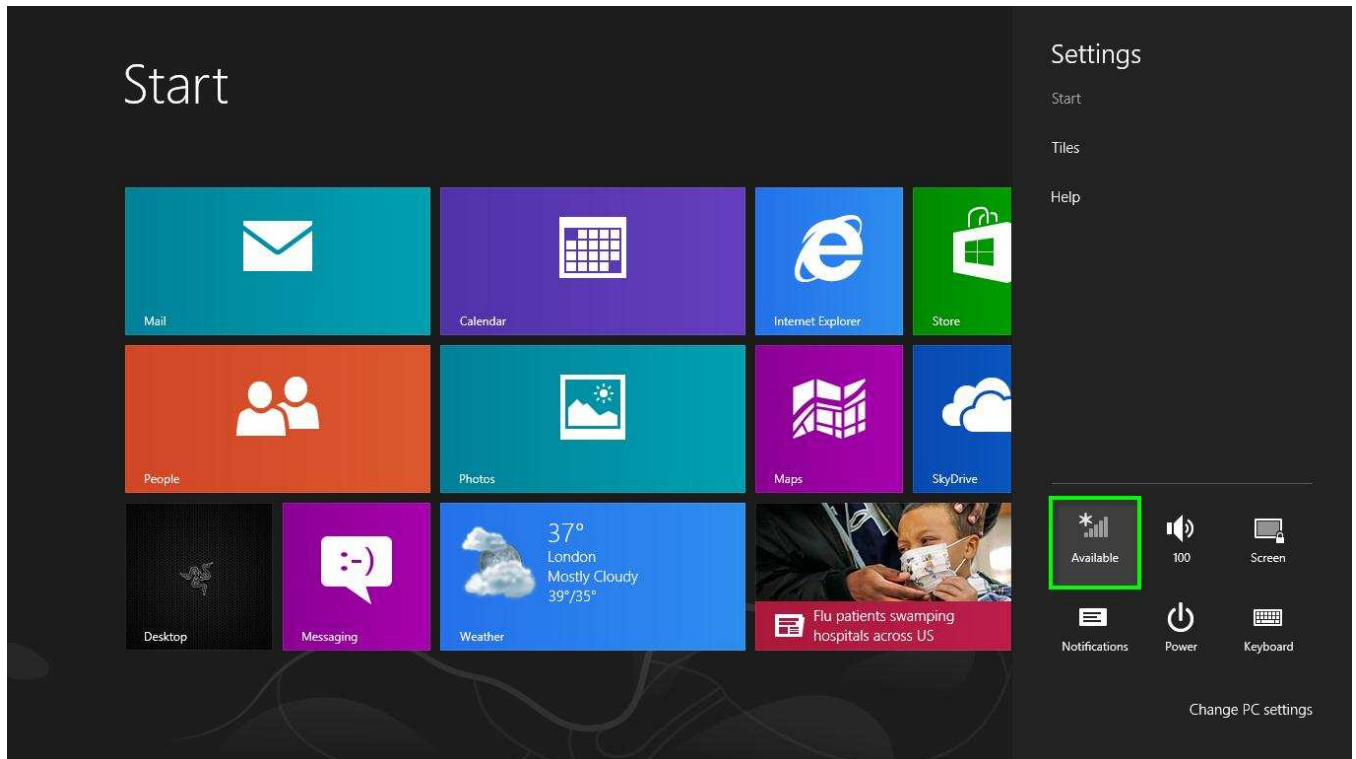 Start
Mail
Calendar
Internet Explorer
Store
People
Photos
Maps
SkyDrive
Desktop
:-)
Messaging
37°
London
Mostly Cloudy
39°/35°
Weather
Flu patients swamping
hospitals across US
Settings
Start
Tiles
Help
Available
100
Screen
Notifications
Power
Keyboard
Change PC settings